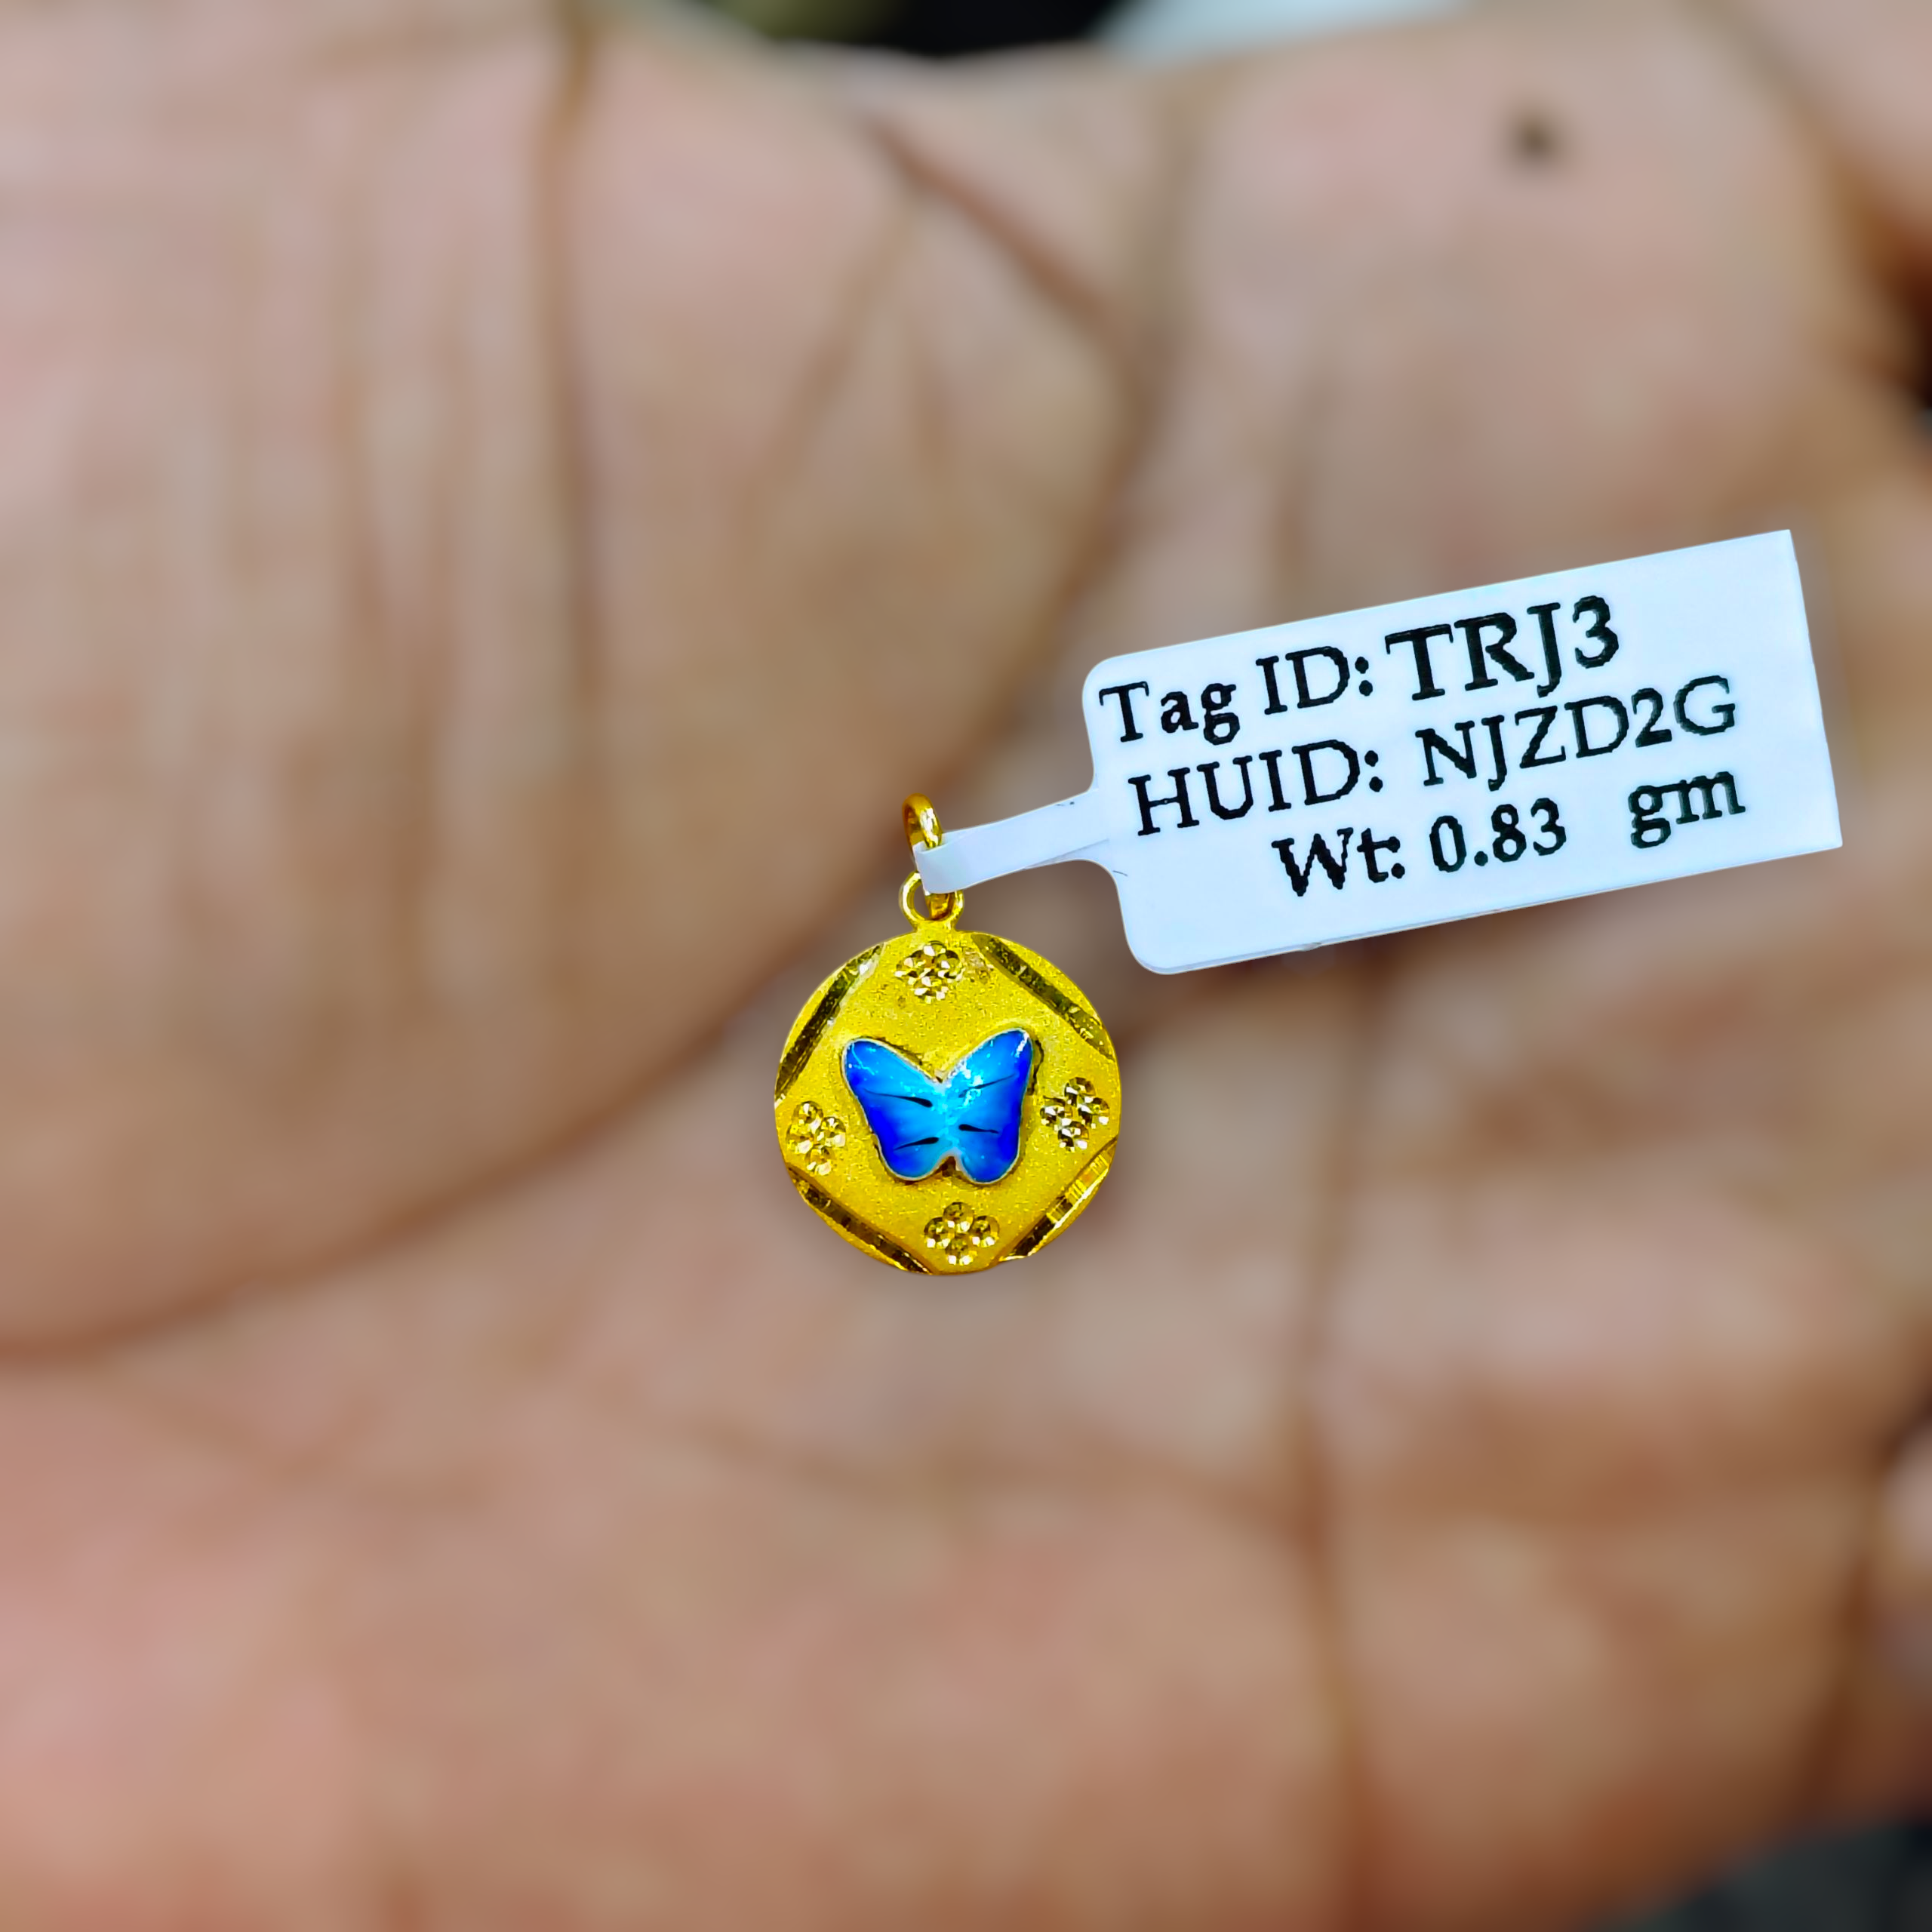 Tag ID: TRJ3
HUID: NJZD2G
Wt: 0.83 gm